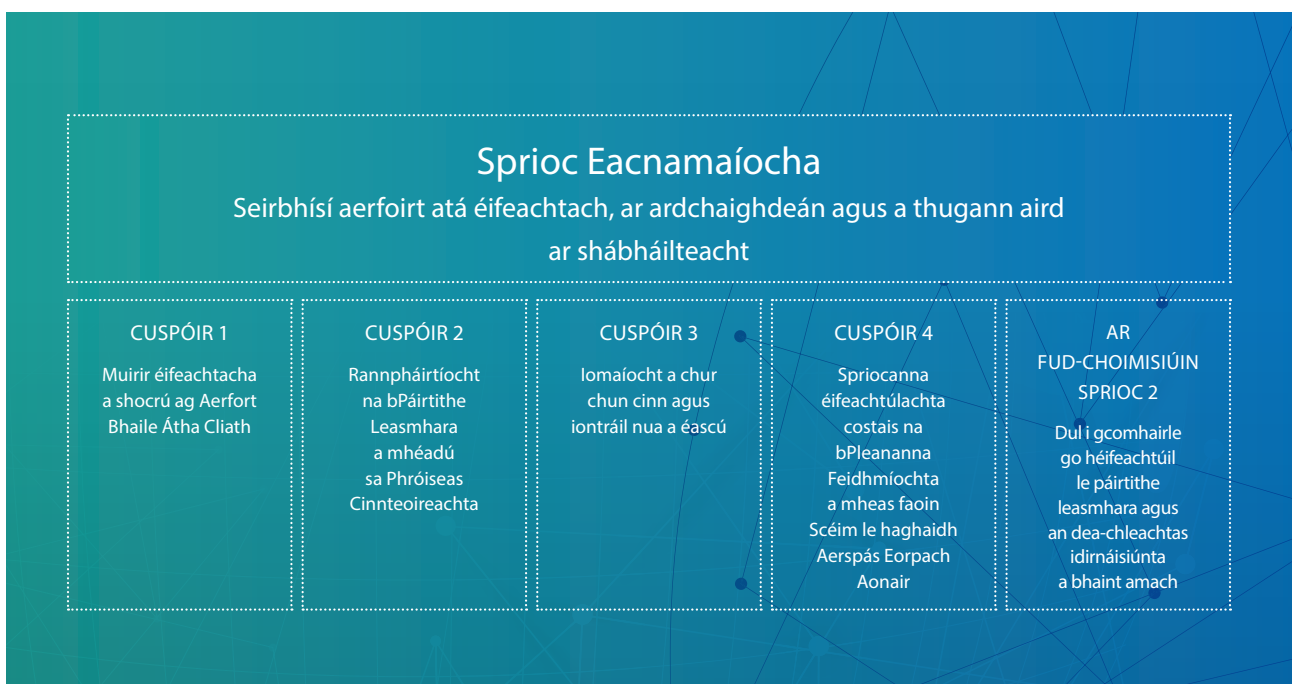 Sprioc Eacnamaíocha
Seirbhísí aerfoirt atá éifeachtach, ar ardchaighdeán agus a thugann aird
ar shábháilteacht
CUSPÓIR 1
Muirir éifeachtacha
a shocrú ag Aerfort
Bhaile Átha Cliath
CUSPÓIR 2
Rannpháirtíocht
na bPáirtithe
Leasmhara
a mhéadú
sa Phróiseas
Cinnteoireachta
CUSPÓIR 3
Iomaíocht a chur
chun cinn agus
iontráil nua a éascú
CUSPÓIR 4
Spriocanna
éifeachtúlachta
costais na
bPleananna
Feidhmíochta
a mheas faoin
Scéim le haghaidh
Aerspás Eorpach
Aonair
AR
FUD-CHOIMISIÚIN
SPRIOC 2
Dul i gcomhairle
go héifeachtúil
le páirtithe
leasmhara agus
an dea-chleachtas
idirnáisiúnta
a bhaint amach